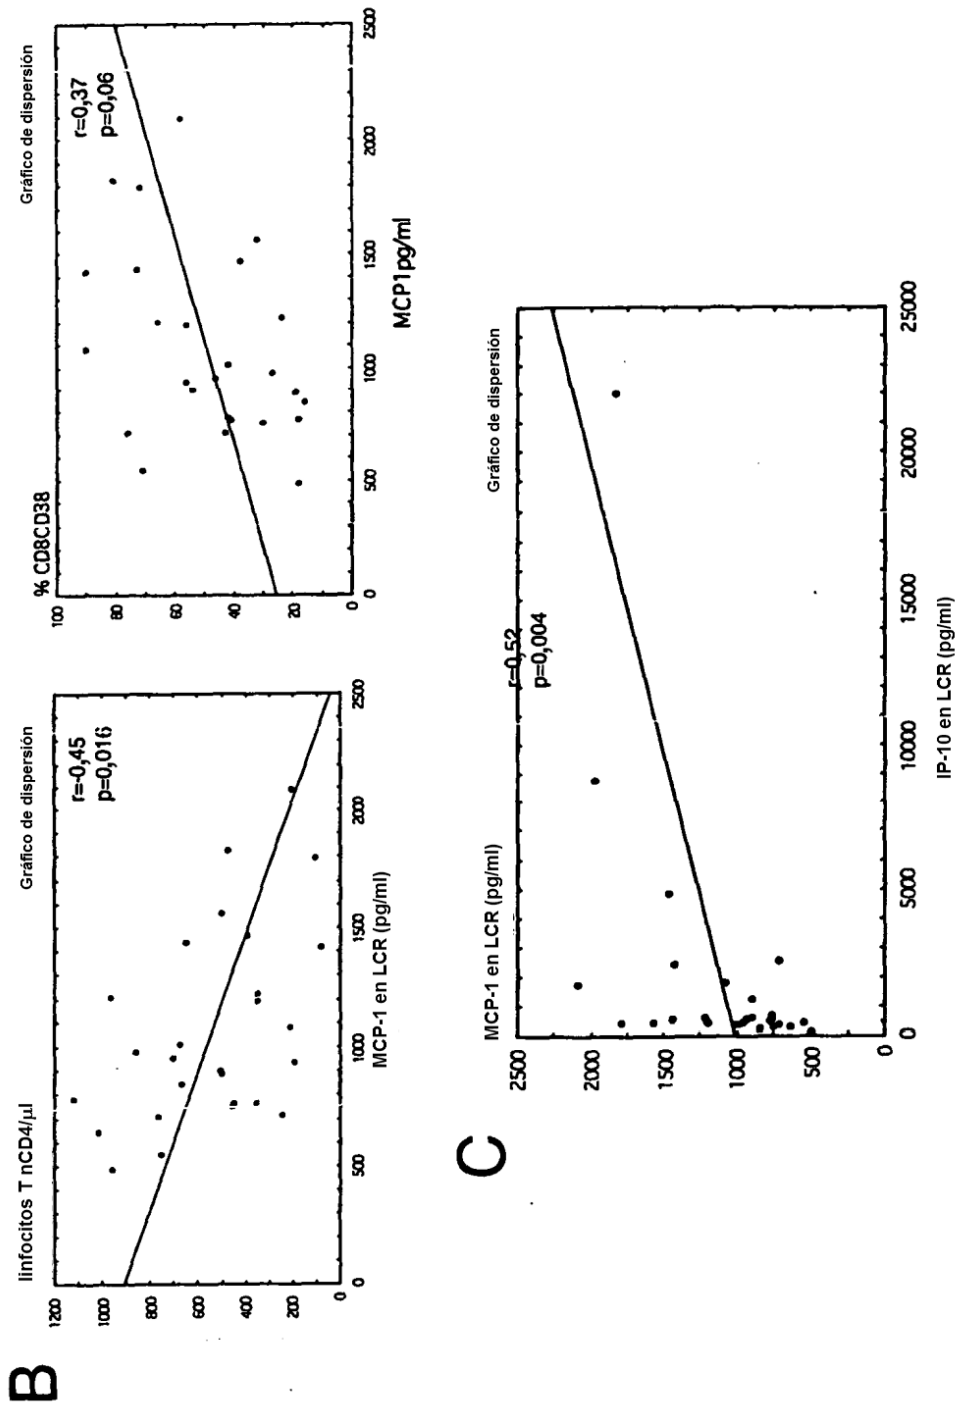 B
linfocitos T nCD4/µl
Gráfico de dispersión
r=-0,45
p=0,016
1200
1000
800
600
400
200
0
0
500
1000
1500
2000
2500
MCP-1 en LCR (pg/ml)
% CD8CD38
Gráfico de dispersión
r=0,37
p=0,06
100
80
60
40
20
0
0
500
1000
1500
2000
2500
MCP1pg/ml
C
MCP-1 en LCR (pg/ml)
Gráfico de dispersión
r=0,52
p=0,004
2500
2000
1500
1000
500
0
0
5000
10000
15000
20000
25000
IP-10 en LCR (pg/ml)